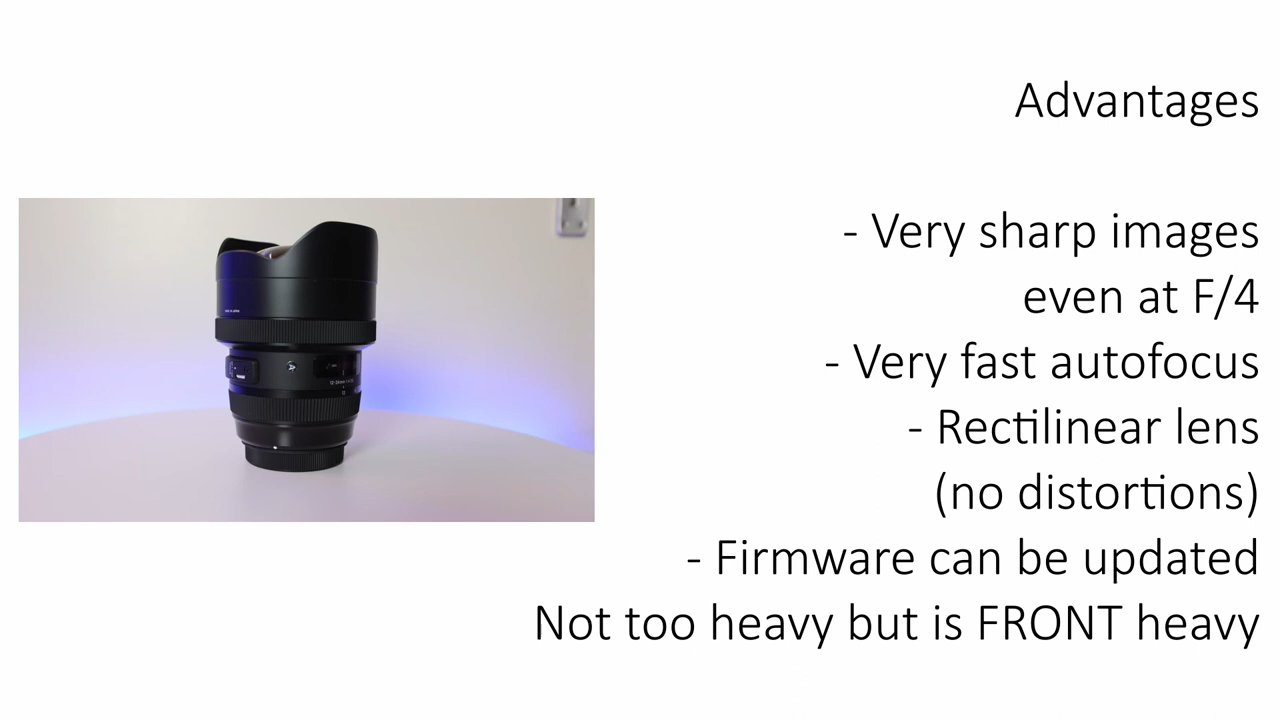 Advantages
- Very sharp images
even at F/4
- Very fast autofocus
- Rectilinear lens
(no distortions)
- Firmware can be updated
Not too heavy but is FRONT heavy